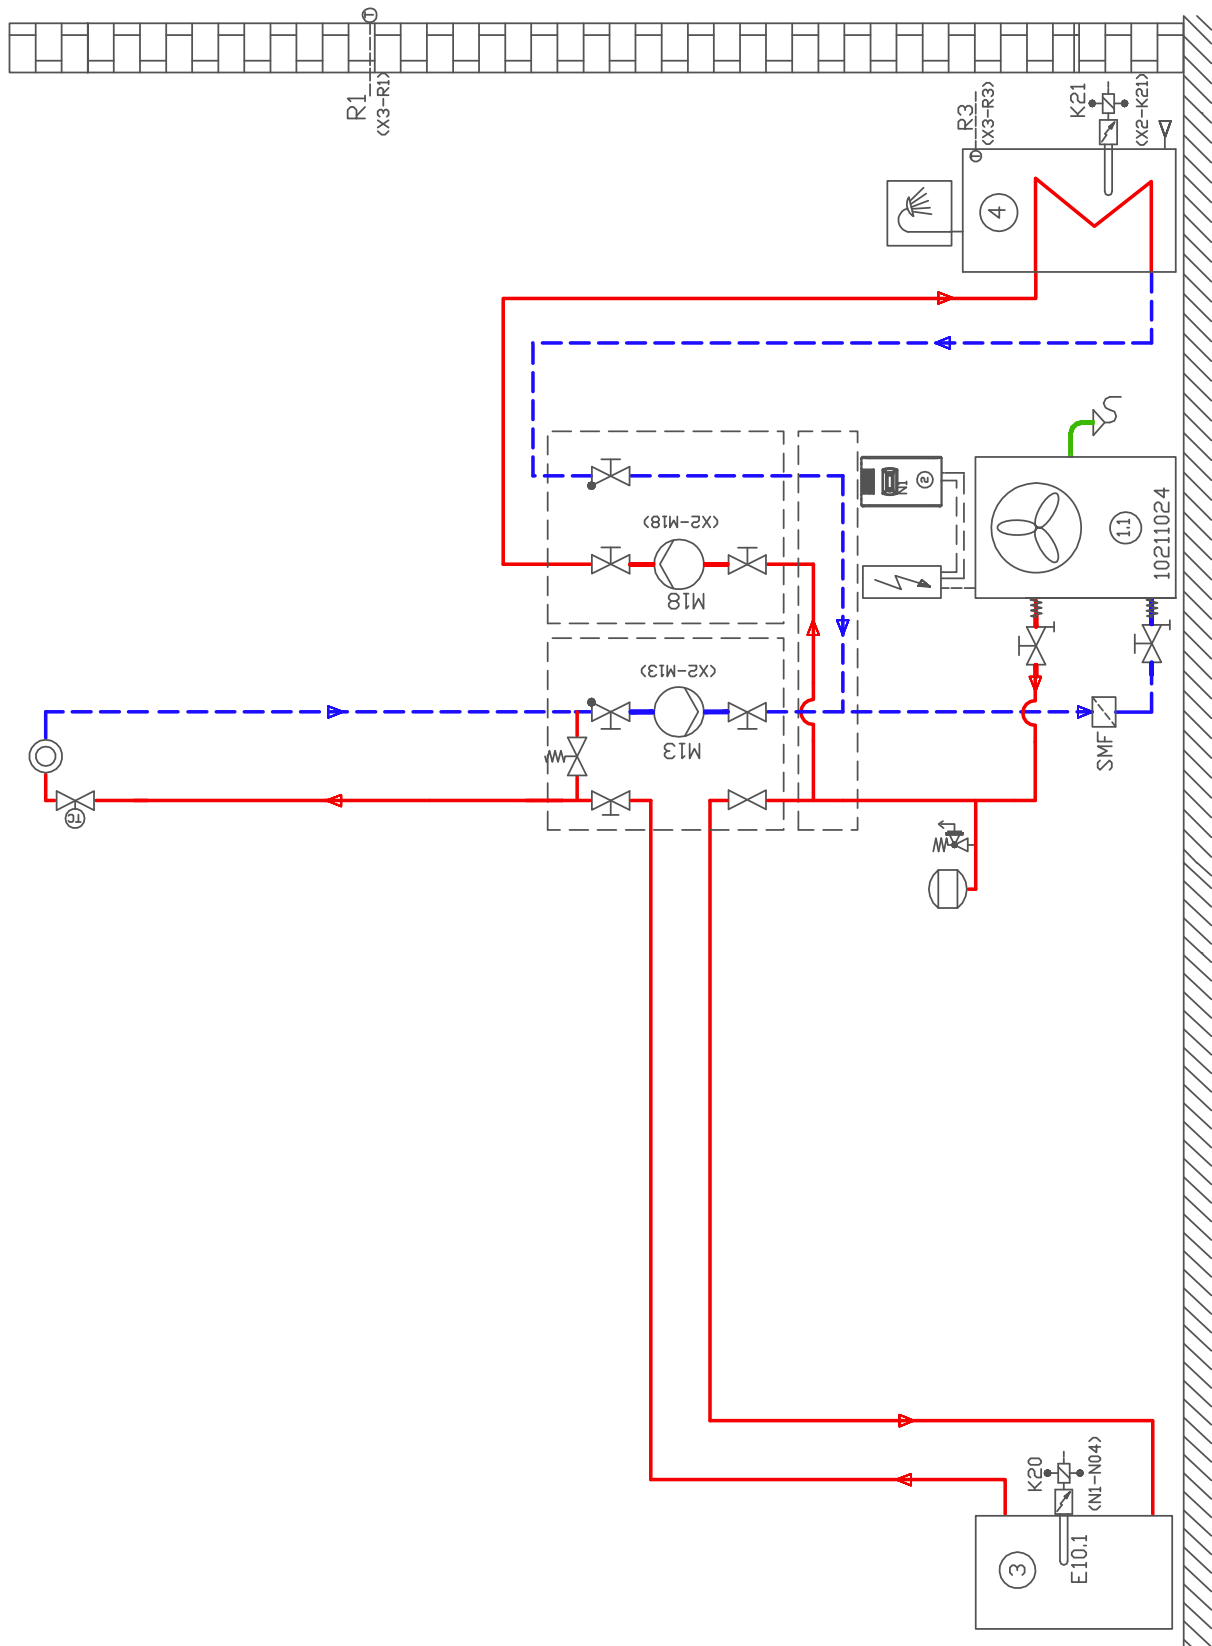 R1
(X3-R1)
R3
(X3-R3)
K21
(X2-K21)
4
T
T
N1
2
(X2-M18)
M18
1.1
10211024
(X2-M13)
M13
SMF
TC
K20
(N1-N04)
3
E10.1